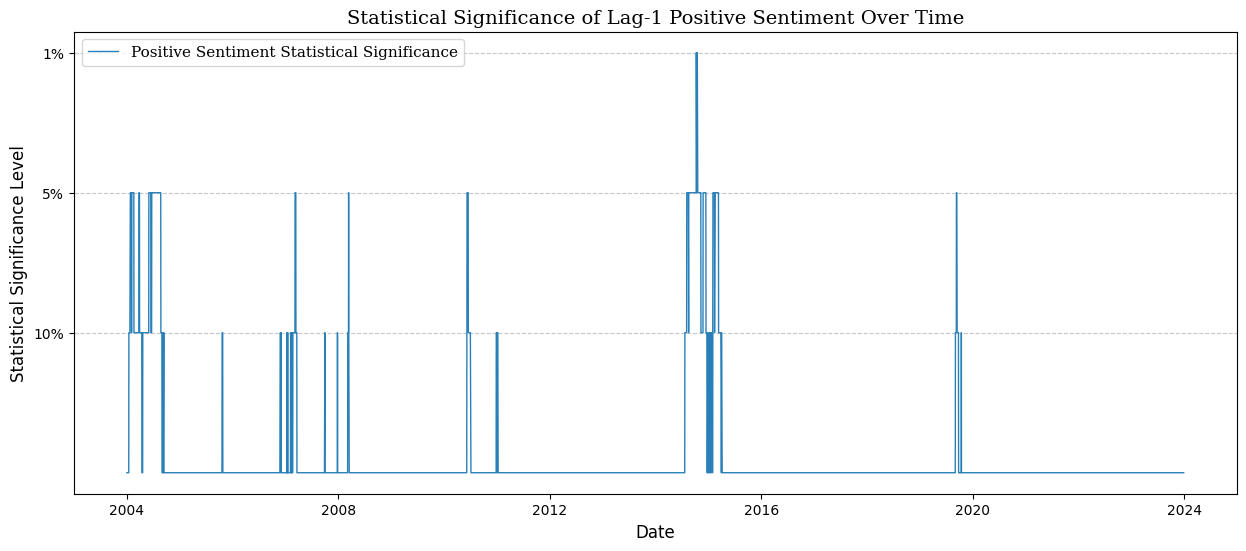 Statistical Significance of Lag-1 Positive Sentiment Over Time
Positive Sentiment Statistical Significance
1%
5%
10%
Statistical Significance Level
2004
2008
2012
2016
2020
2024
Date